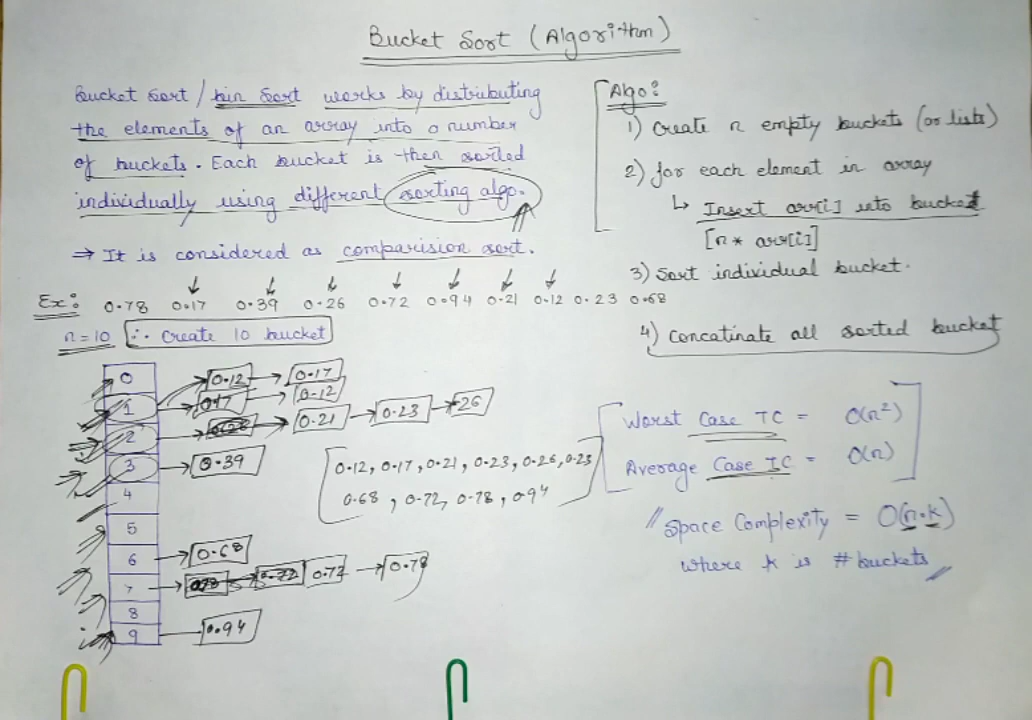 Bucket Sort (Algorithm)
Bucket sort / bin sort works by distributing
the elements of an array into a number
of buckets. Each bucket is then sorted
individually using different sorting algo.
⇒ It is considered as comparision sort.
Ex: 0.78 0.17 0.39 0.26 0.72 0.94 0.21 0.12 0.23 0.68
n=10 ∴ Create 10 bucket
0 0.12 → 0.17
1 0.17 → 0.12
2 → 0.21 → 0.23 → 26
3 → 0.39
4
5
6 → 0.68
7 → 0.72 0.72 → 0.78
8
9 0.94
0.12, 0.17, 0.21, 0.23, 0.26, 0.23
0.68, 0.72, 0.78, 0.94
Algo:
1) Create n empty buckets (or lists)
2) for each element in array
↳ Insert arr[i] into bucket
[n * arr[i]]
3) Sort individual bucket.
4) Concatinate all sorted bucket
Worst Case TC = O(n²)
Average Case TC = O(n)
// Space Complexity = O(n.k)
where k is # buckets